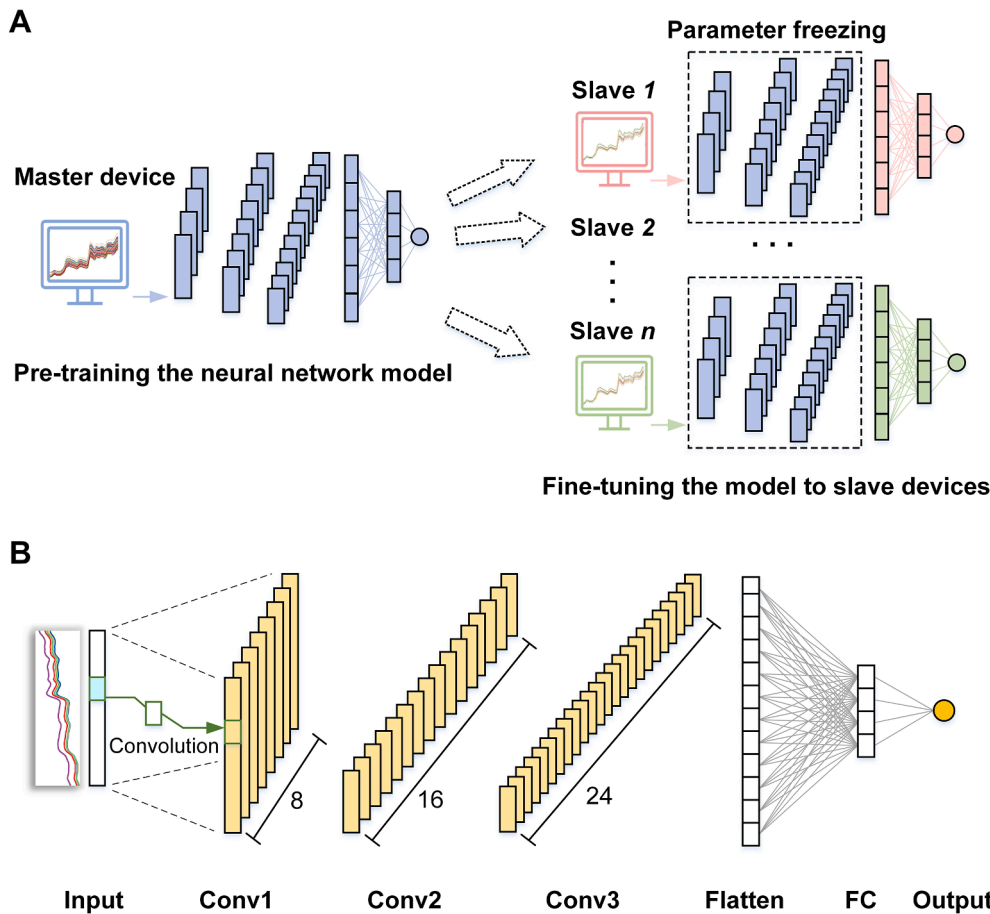 A
Parameter freezing
Slave 1
Master device
Slave 2
. . .
Slave n
Pre-training the neural network model
Fine-tuning the model to slave devices
B
Convolution
8
16
24
Input Conv1 Conv2 Conv3 Flatten FC Output